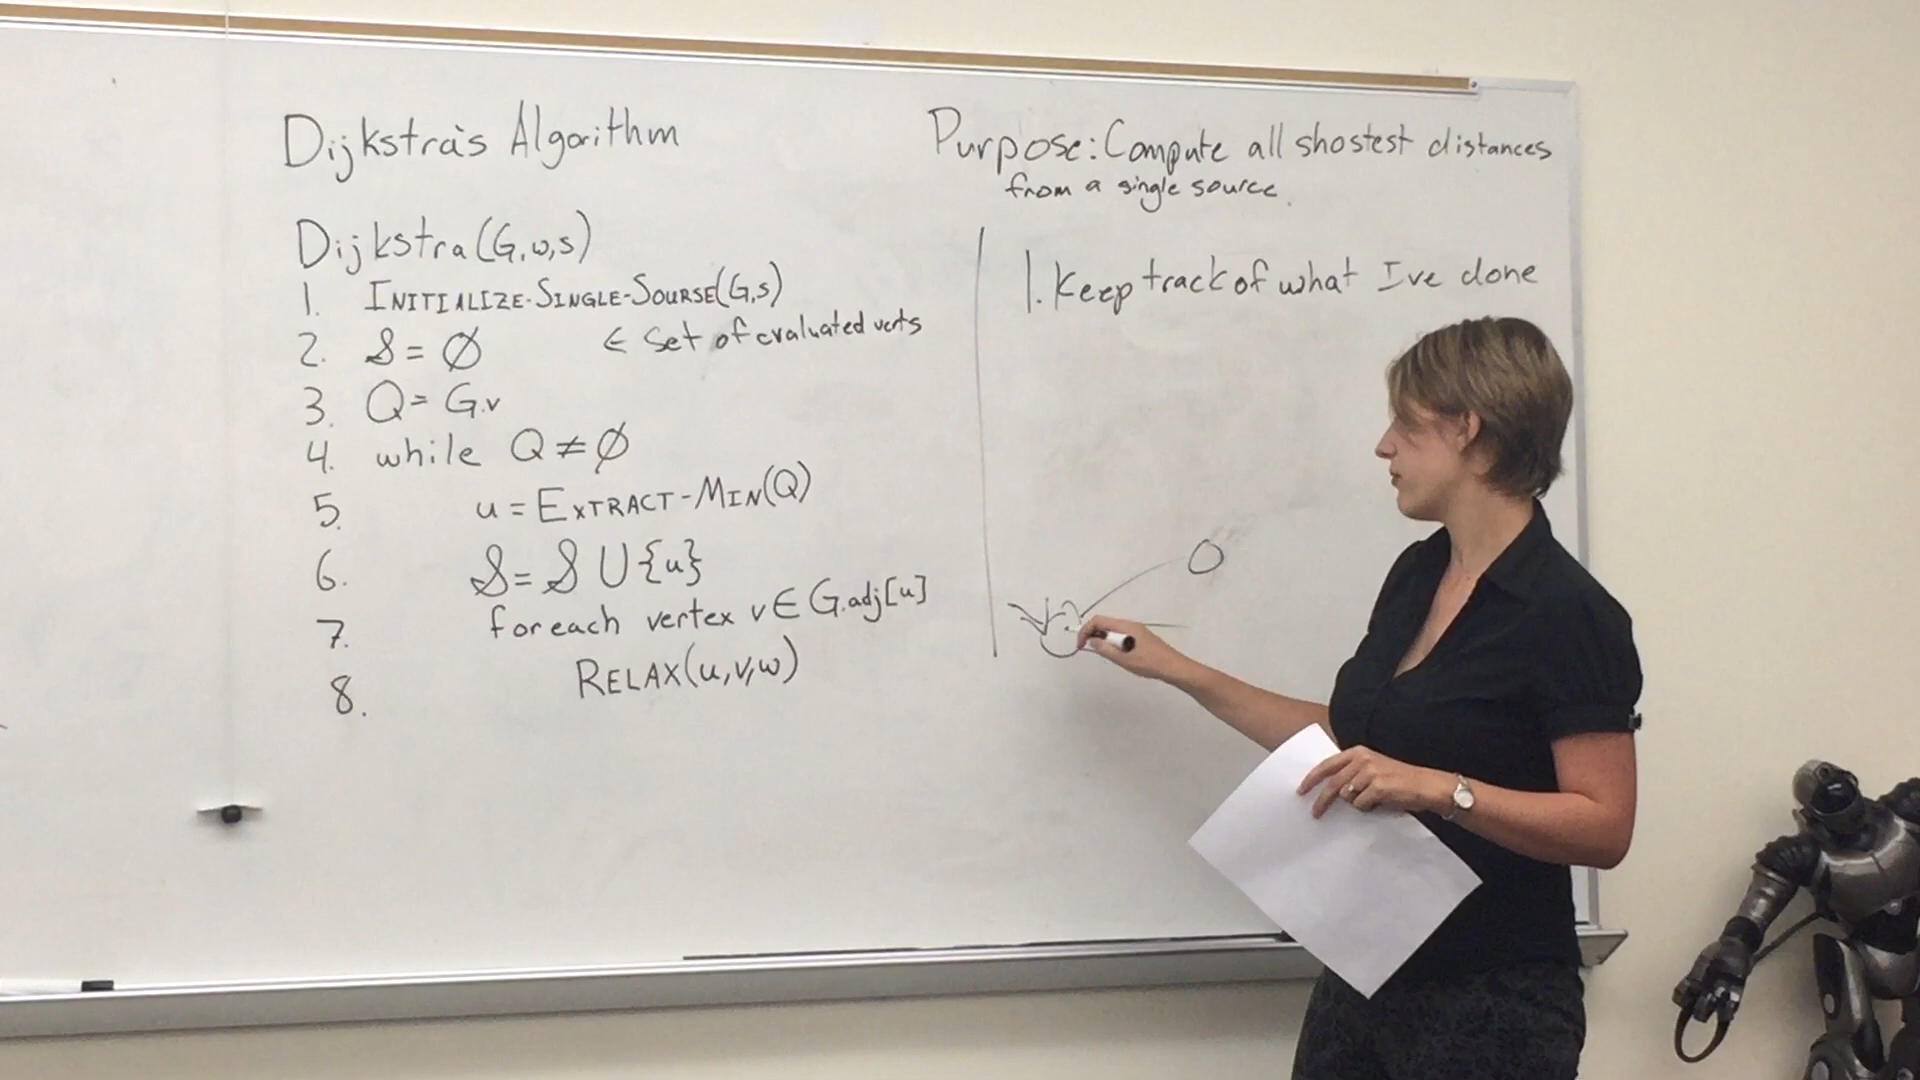 Dijkstra's Algorithm
Purpose: Compute all shostest distances
from a single source.
Dijkstra(G,w,s)
1. INITIALIZE-SINGLE-SOURSE(G,s)
2. S = ∅ ← Set of evaluated verts
3. Q = G.v
4. while Q ≠ ∅
5. u = EXTRACT-MIN(Q)
6. S = S ∪ {u}
7. for each vertex v ∈ G.adj[u]
8. RELAX(u,v,w)
1. Keep track of what I've done